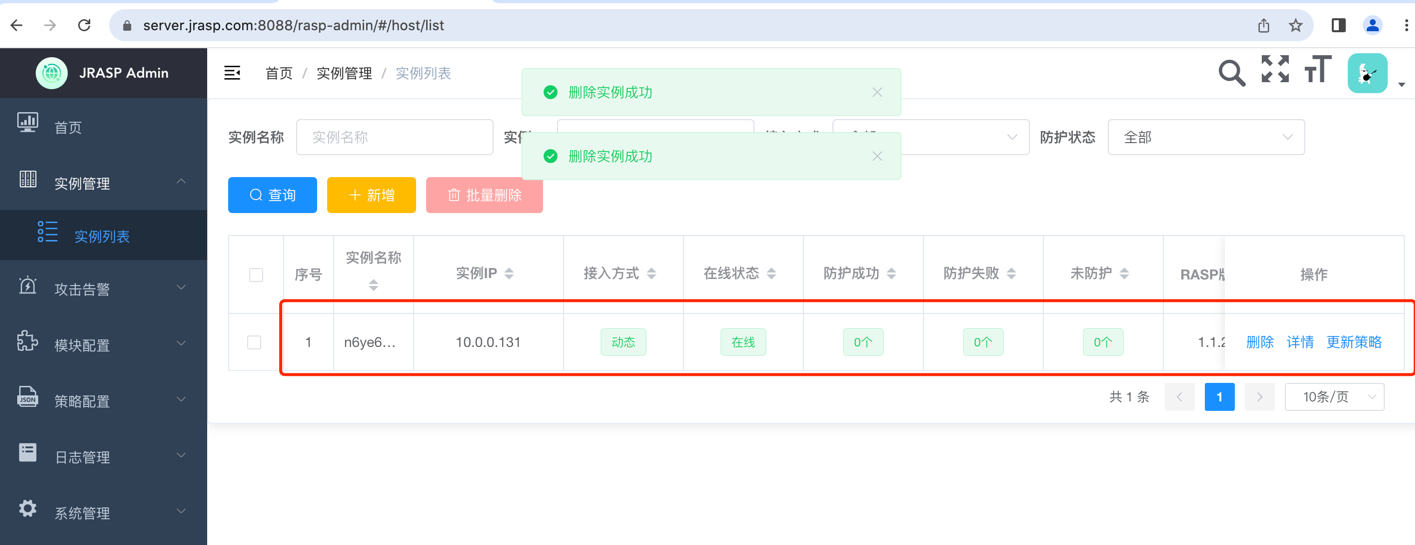 server.jrasp.com:8088/rasp-admin/#/host/list
JRASP Admin
首页 / 实例管理 / 实例列表
删除实例成功
删除实例成功
首页
实例管理
实例列表
攻击告警
模块配置
策略配置
日志管理
系统管理
实例名称 实例名称 防护状态 全部
查询 新增 批量删除
序号 实例名称 实例IP 接入方式 在线状态 防护成功 防护失败 未防护 RASP 操作
1 n6ye6... 10.0.0.131 动态 在线 0个 0个 0个 1.1.2 删除 详情 更新策略
共 1 条 1 10条/页